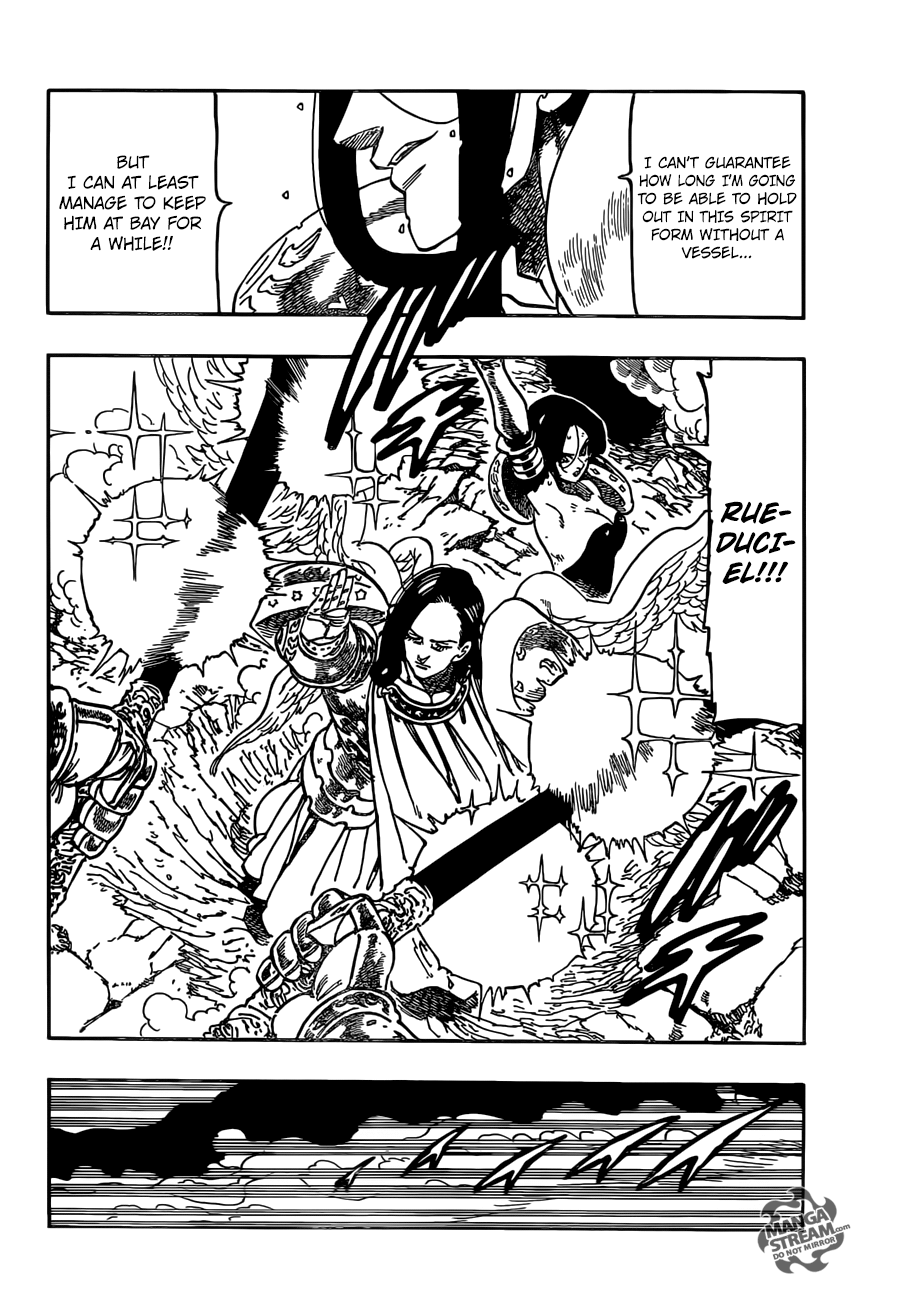 I CAN'T GUARANTEE
HOW LONG I'M GOING
TO BE ABLE TO HOLD
OUT IN THIS SPIRIT
FORM WITHOUT A
VESSEL...
BUT
I CAN AT LEAST
MANAGE TO KEEP
HIM AT BAY FOR
A WHILE!!
RUE-
DUCI-
EL!!!
MANGA
STREAM.com
DO NOT MIRROR